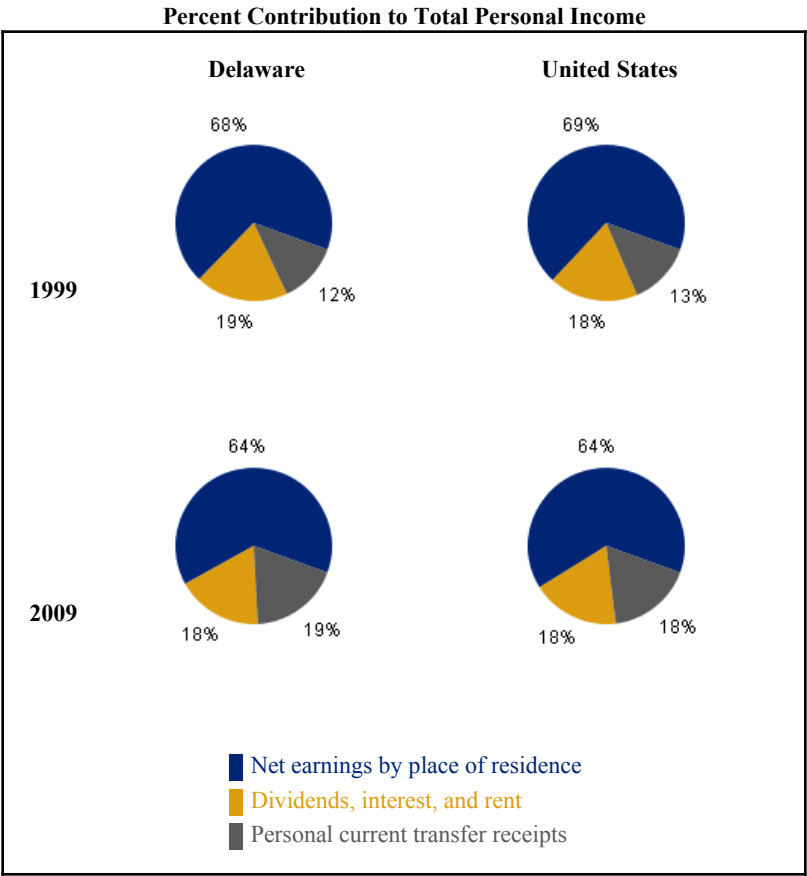 Percent Contribution to Total Personal Income
Delaware United States
68% 69%
1999
12% 13%
19% 18%
64% 64%
2009
18% 19% 18% 18%
Net earnings by place of residence
Dividends, interest, and rent
Personal current transfer receipts